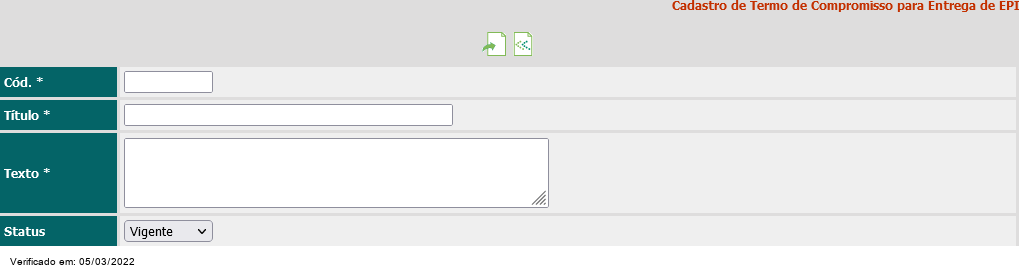 Cadastro de Termo de Compromisso para Entrega de EPI
Cód. *
Título *
Texto *
Status Vigente
Verificado em: 05/03/2022